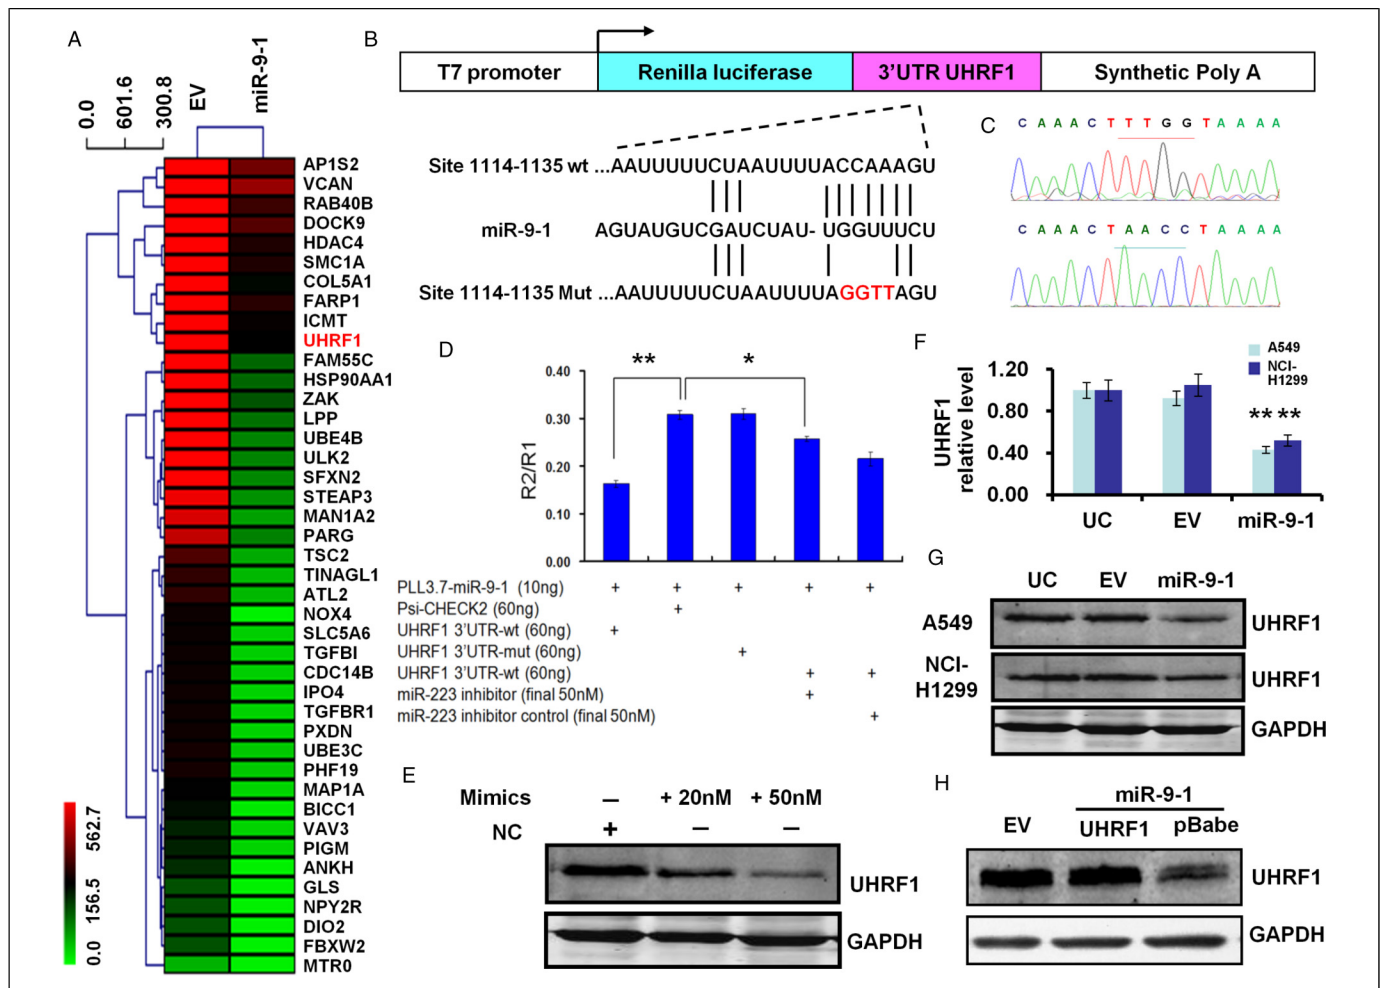 A
0.0
601.6
300.8
EV
miR-9-1
AP1S2
VCAN
RAB40B
DOCK9
HDAC4
SMC1A
COL5A1
FARP1
ICMT
UHRF1
FAM55C
HSP90AA1
ZAK
LPP
UBE4B
ULK2
SFXN2
STEAP3
MAN1A2
PARG
TSC2
TINAGL1
ATL2
NOX4
SLC5A6
TGFBI
CDC14B
IPO4
TGFBR1
PXDN
UBE3C
PHF19
MAP1A
BICC1
VAV3
PIGM
ANKH
GLS
NPY2R
DIO2
FBXW2
MTR0
562.7
156.5
0.0
B
T7 promoter Renilla luciferase 3'UTR UHRF1 Synthetic Poly A
Site 1114-1135 wt ...AAUUUUUCUAAUUUUACCAAAGU
miR-9-1 AGUAUGUCGAUCUAU- UGGUUUCU
Site 1114-1135 Mut ...AAUUUUUCUAAUUUUAGGTTAGU
C
C A A A C T T T G G T A A A A
C A A A C T A A C C T A A A A
D
** *
0.40
0.30
0.20
0.10
0.00
R2/R1
PLL3.7-miR-9-1 (10ng) + + + + +
Psi-CHECK2 (60ng) +
UHRF1 3'UTR-wt (60ng) +
UHRF1 3'UTR-mut (60ng) +
UHRF1 3'UTR-wt (60ng) + +
miR-223 inhibitor (final 50nM) +
miR-223 inhibitor control (final 50nM) +
E
Mimics – + 20nM + 50nM
NC + – –
UHRF1
GAPDH
F
A549
NCI-
H1299
UHRF1
relative level
1.20
0.80
0.40
0.00
** **
UC EV miR-9-1
G
UC EV miR-9-1
A549 UHRF1
NCI-
H1299 UHRF1
GAPDH
H
miR-9-1
EV UHRF1 pBabe
UHRF1
GAPDH